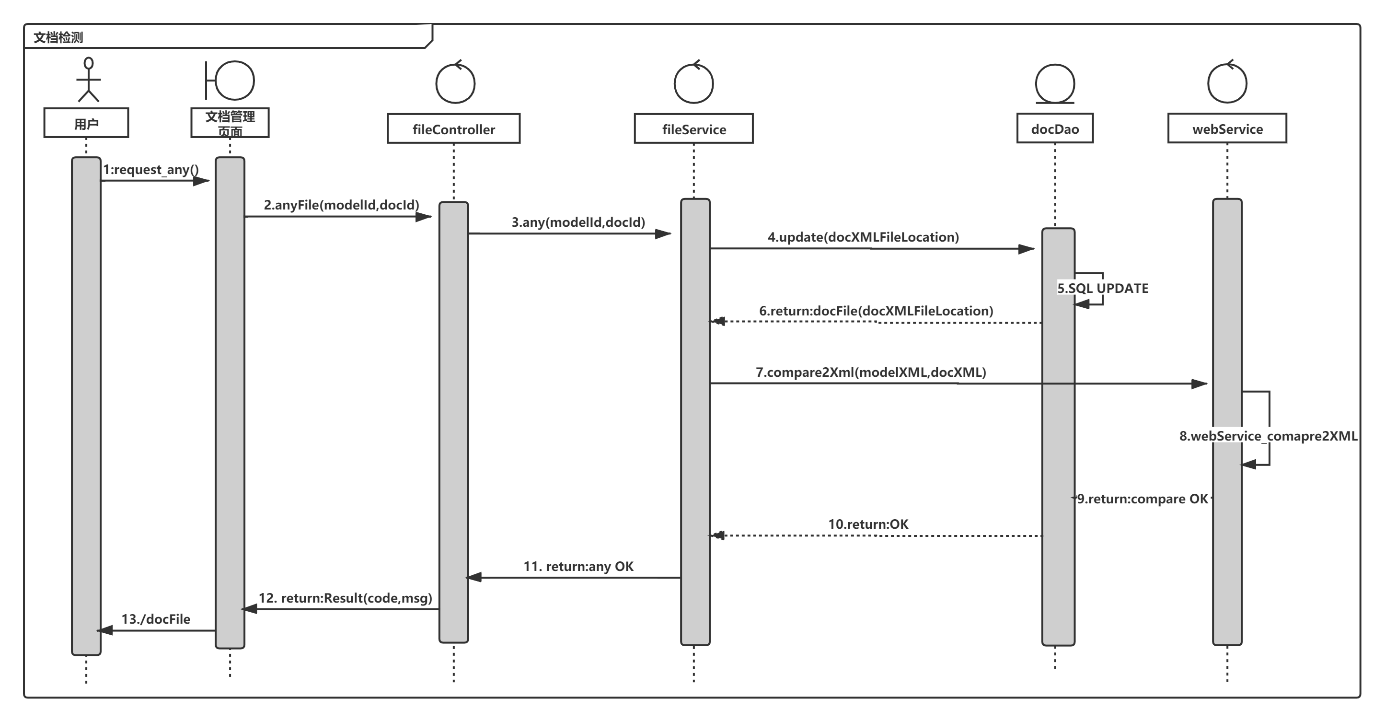 文档检测
用户
文档管理
页面
fileController
fileService
docDao
webService
1:request_any()
2.anyFile(modelId,docId)
3.any(modelId,docId)
4.update(docXMLFileLocation)
5.SQL UPDATE
6.return:docFile(docXMLFileLocation)
7.compare2Xml(modelXML,docXML)
8.webService_comapre2XML
9.return:compare OK
10.return:OK
11. return:any OK
12. return:Result(code,msg)
13./docFile